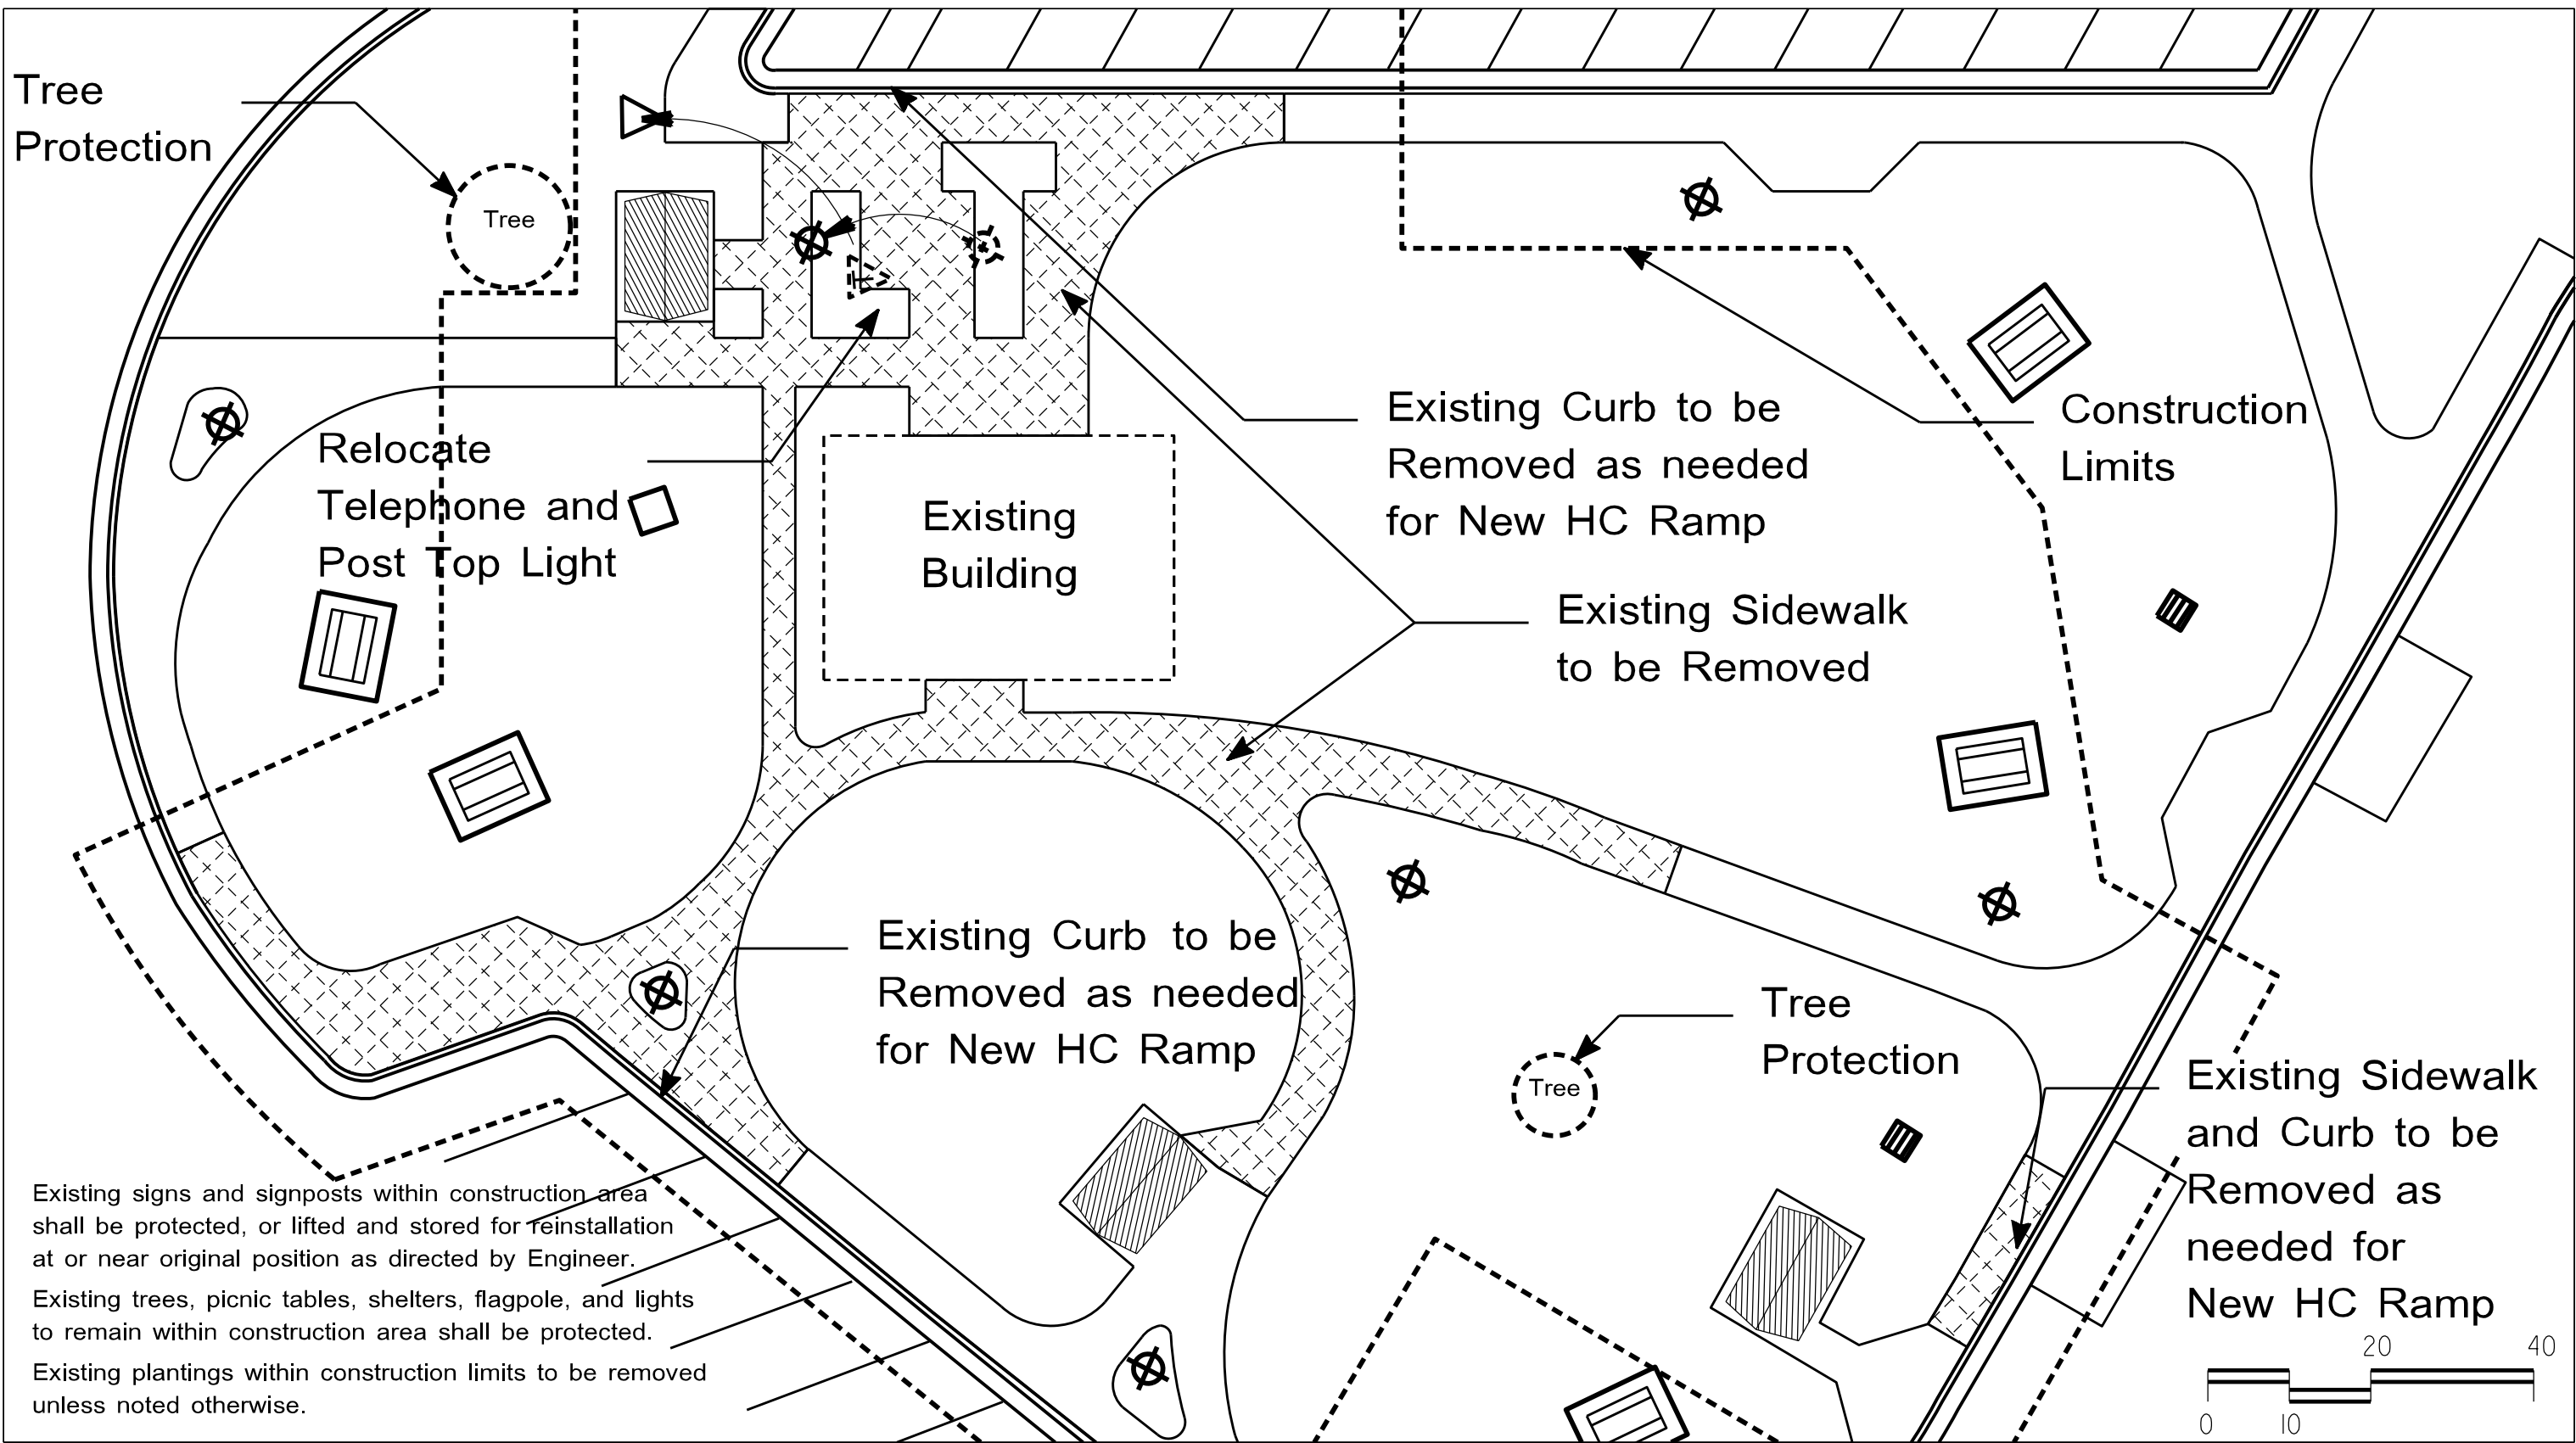 Tree
Protection
Tree
Relocate
Telephone and
Post Top Light
Existing
Building
Existing Curb to be
Removed as needed
for New HC Ramp
Construction
Limits
Existing Sidewalk
to be Removed
Existing Curb to be
Removed as needed
for New HC Ramp
Tree
Protection
Tree
Existing Sidewalk
and Curb to be
Removed as
needed for
New HC Ramp
Existing signs and signposts within construction area
shall be protected, or lifted and stored for reinstallation
at or near original position as directed by Engineer.
Existing trees, picnic tables, shelters, flagpole, and lights
to remain within construction area shall be protected.
Existing plantings within construction limits to be removed
unless noted otherwise.
20 40
0 10